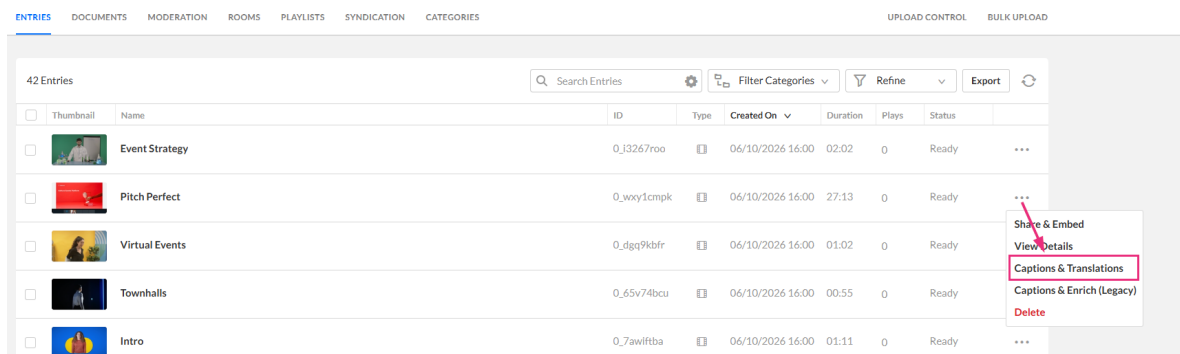 ENTRIES DOCUMENTS MODERATION ROOMS PLAYLISTS SYNDICATION CATEGORIES UPLOAD CONTROL BULK UPLOAD
42 Entries Search Entries Filter Categories Refine Export
Thumbnail Name ID Type Created On Duration Plays Status
Event Strategy 0_i3267roo 06/10/2026 16:00 02:02 0 Ready
Pitch Perfect 0_wxy1cmpk 06/10/2026 16:00 27:13 0 Ready
Share & Embed
Virtual Events 0_dgq9kbfr 06/10/2026 16:00 01:02 0 Ready
View Details
Captions & Translations
Townhalls 0_65v74bcu 06/10/2026 16:00 00:55 0 Ready
Captions & Enrich (Legacy)
Delete
Intro 0_7awiftba 06/10/2026 16:00 01:11 0 Ready